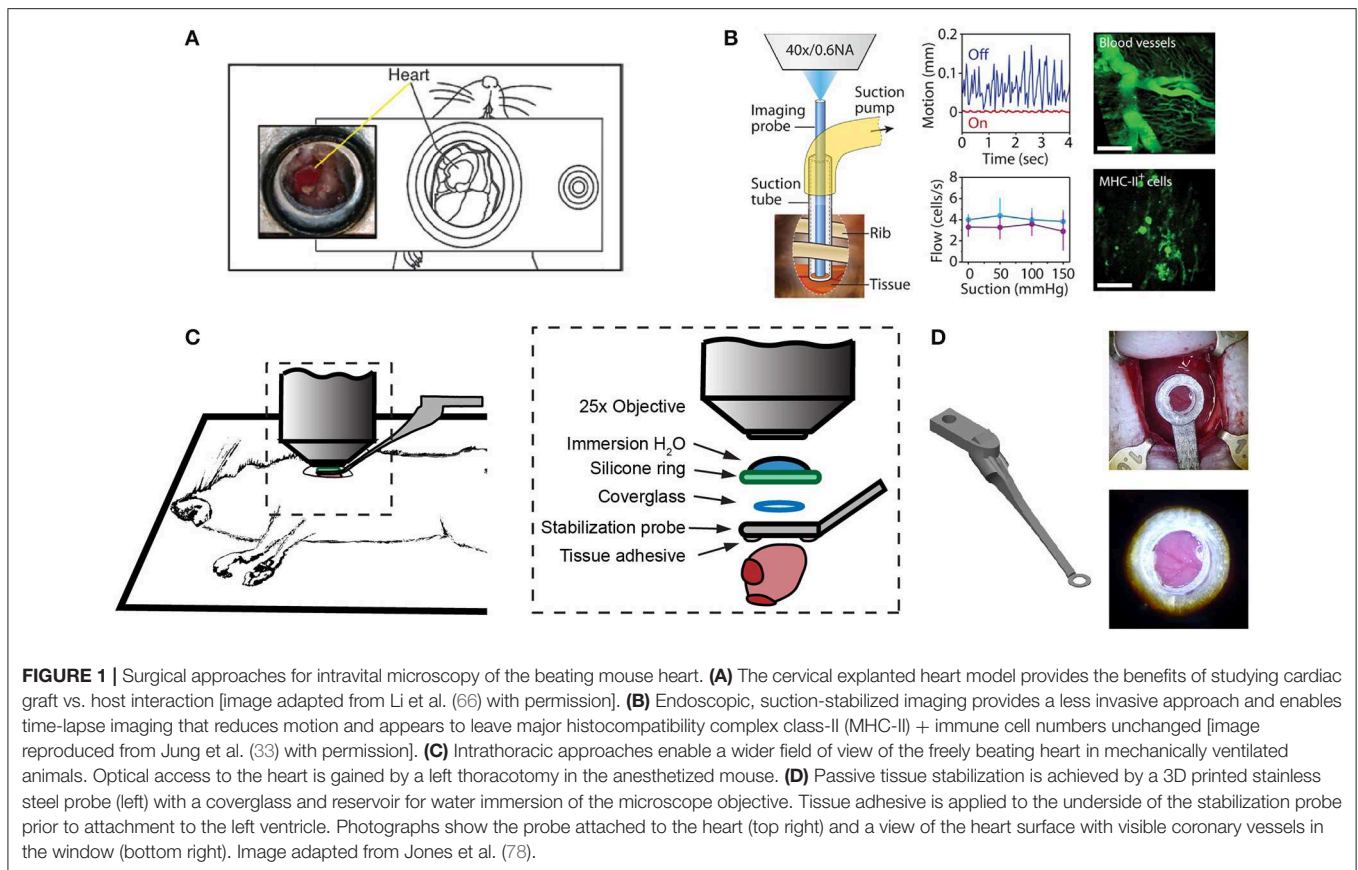 A
Heart
B
40x/0.6NA
Imaging
probe
Suction
pump
Suction
tube
Rib
Tissue
Motion (mm)
0.2
0.1
0
Off
On
0 1 2 3 4
Time (sec)
Blood vessels
Flow (cells/s)
8
6
4
2
0
0 50 100 150
Suction (mmHg)
MHC-II⁺ cells
C
25x Objective
Immersion H₂O
Silicone ring
Coverglass
Stabilization probe
Tissue adhesive
D
FIGURE 1 | Surgical approaches for intravital microscopy of the beating mouse heart. (A) The cervical explanted heart model provides the benefits of studying cardiac
graft vs. host interaction [image adapted from Li et al. (66) with permission]. (B) Endoscopic, suction-stabilized imaging provides a less invasive approach and enables
time-lapse imaging that reduces motion and appears to leave major histocompatibility complex class-II (MHC-II) + immune cell numbers unchanged [image
reproduced from Jung et al. (33) with permission]. (C) Intrathoracic approaches enable a wider field of view of the freely beating heart in mechanically ventilated
animals. Optical access to the heart is gained by a left thoracotomy in the anesthetized mouse. (D) Passive tissue stabilization is achieved by a 3D printed stainless
steel probe (left) with a coverglass and reservoir for water immersion of the microscope objective. Tissue adhesive is applied to the underside of the stabilization probe
prior to attachment to the left ventricle. Photographs show the probe attached to the heart (top right) and a view of the heart surface with visible coronary vessels in
the window (bottom right). Image adapted from Jones et al. (78).